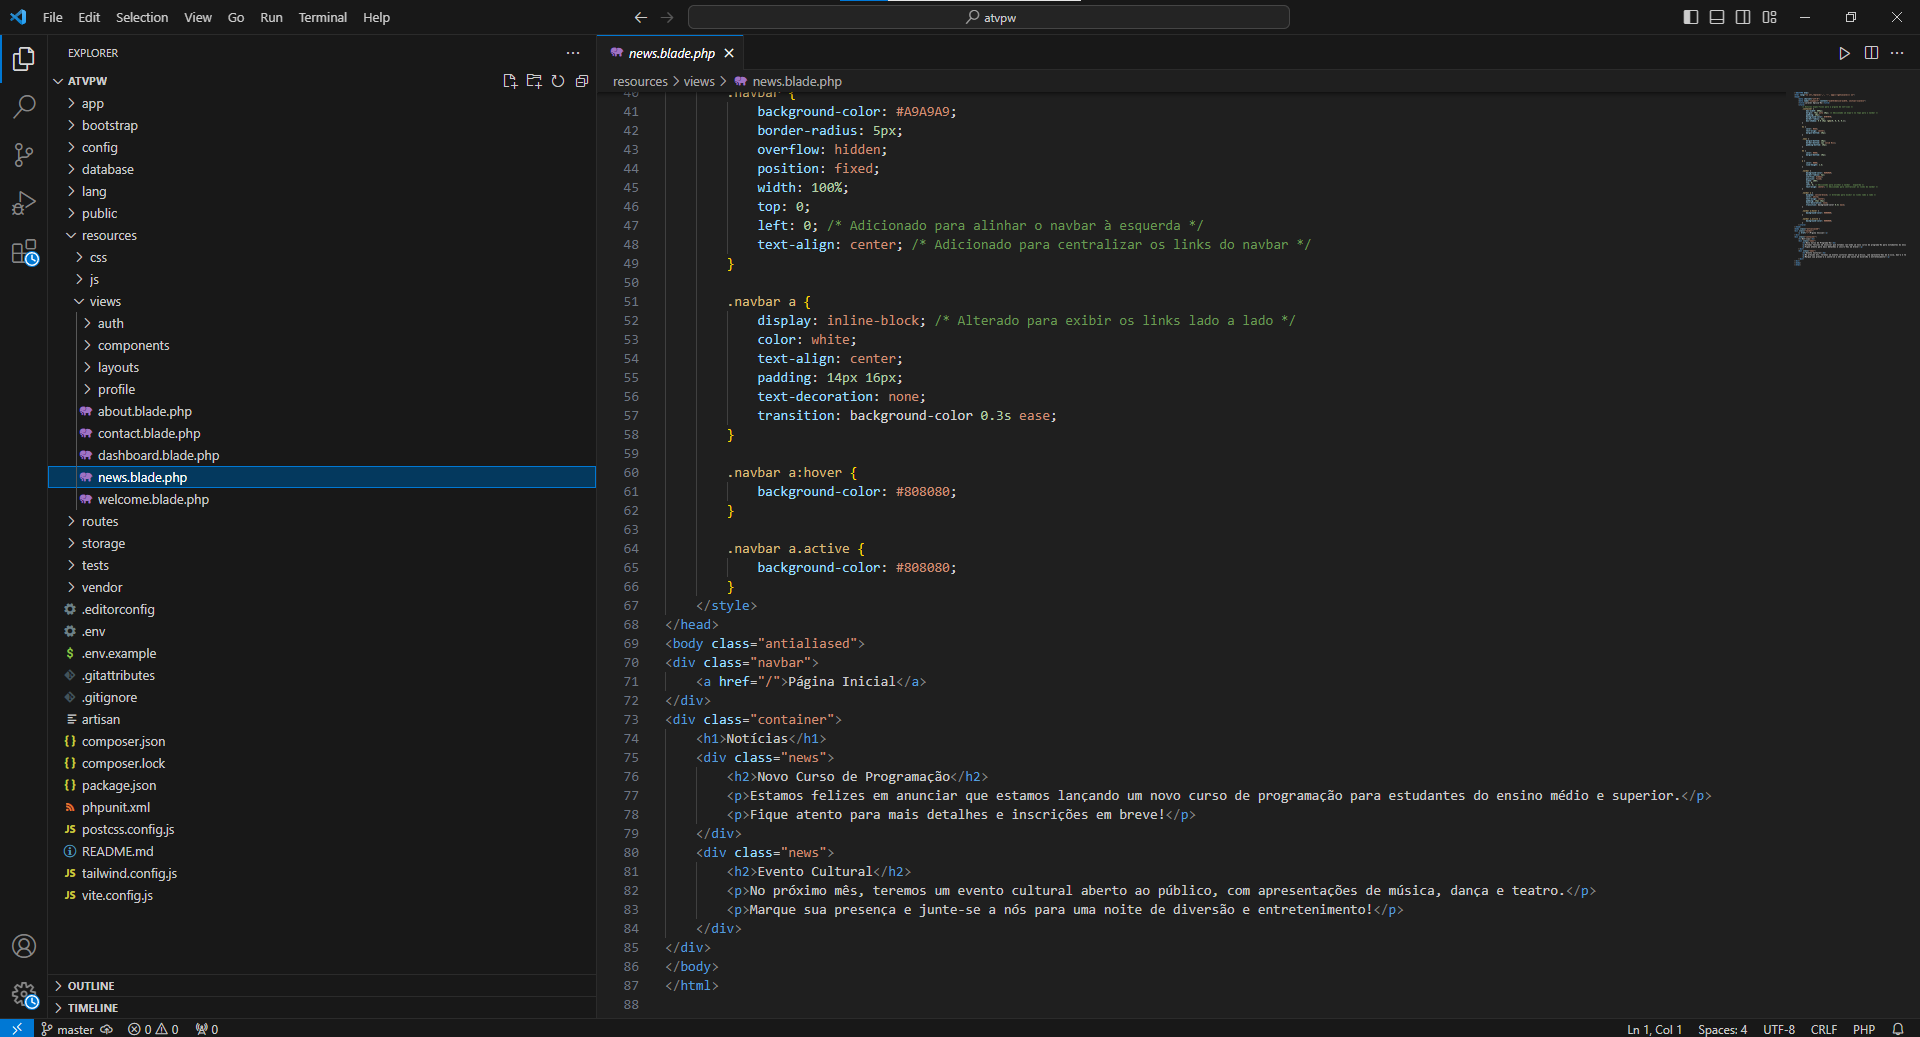 File Edit Selection View Go Run Terminal Help
atvpw
EXPLORER
ATVPW
app
bootstrap
config
database
lang
public
resources
css
js
views
auth
components
layouts
profile
about.blade.php
contact.blade.php
dashboard.blade.php
news.blade.php
welcome.blade.php
routes
storage
tests
vendor
.editorconfig
.env
.env.example
.gitattributes
.gitignore
artisan
composer.json
composer.lock
package.json
phpunit.xml
postcss.config.js
README.md
tailwind.config.js
vite.config.js
OUTLINE
TIMELINE
news.blade.php
resources > views > news.blade.php
40 .navbar {
41 background-color: #A9A9A9;
42 border-radius: 5px;
43 overflow: hidden;
44 position: fixed;
45 width: 100%;
46 top: 0;
47 left: 0; /* Adicionado para alinhar o navbar à esquerda */
48 text-align: center; /* Adicionado para centralizar os links do navbar */
49 }
50
51 .navbar a {
52 display: inline-block; /* Alterado para exibir os links lado a lado */
53 color: white;
54 text-align: center;
55 padding: 14px 16px;
56 text-decoration: none;
57 transition: background-color 0.3s ease;
58 }
59
60 .navbar a:hover {
61 background-color: #808080;
62 }
63
64 .navbar a.active {
65 background-color: #808080;
66 }
67 </style>
68 </head>
69 <body class="antialiased">
70 <div class="navbar">
71 <a href="/">Página Inicial</a>
72 </div>
73 <div class="container">
74 <h1>Notícias</h1>
75 <div class="news">
76 <h2>Novo Curso de Programação</h2>
77 <p>Estamos felizes em anunciar que estamos lançando um novo curso de programação para estudantes do ensino médio e superior.</p>
78 <p>Fique atento para mais detalhes e inscrições em breve!</p>
79 </div>
80 <div class="news">
81 <h2>Evento Cultural</h2>
82 <p>No próximo mês, teremos um evento cultural aberto ao público, com apresentações de música, dança e teatro.</p>
83 <p>Marque sua presença e junte-se a nós para uma noite de diversão e entretenimento!</p>
84 </div>
85 </div>
86 </body>
87 </html>
88
master 0 0 0 Ln 1, Col 1 Spaces: 4 UTF-8 CRLF PHP